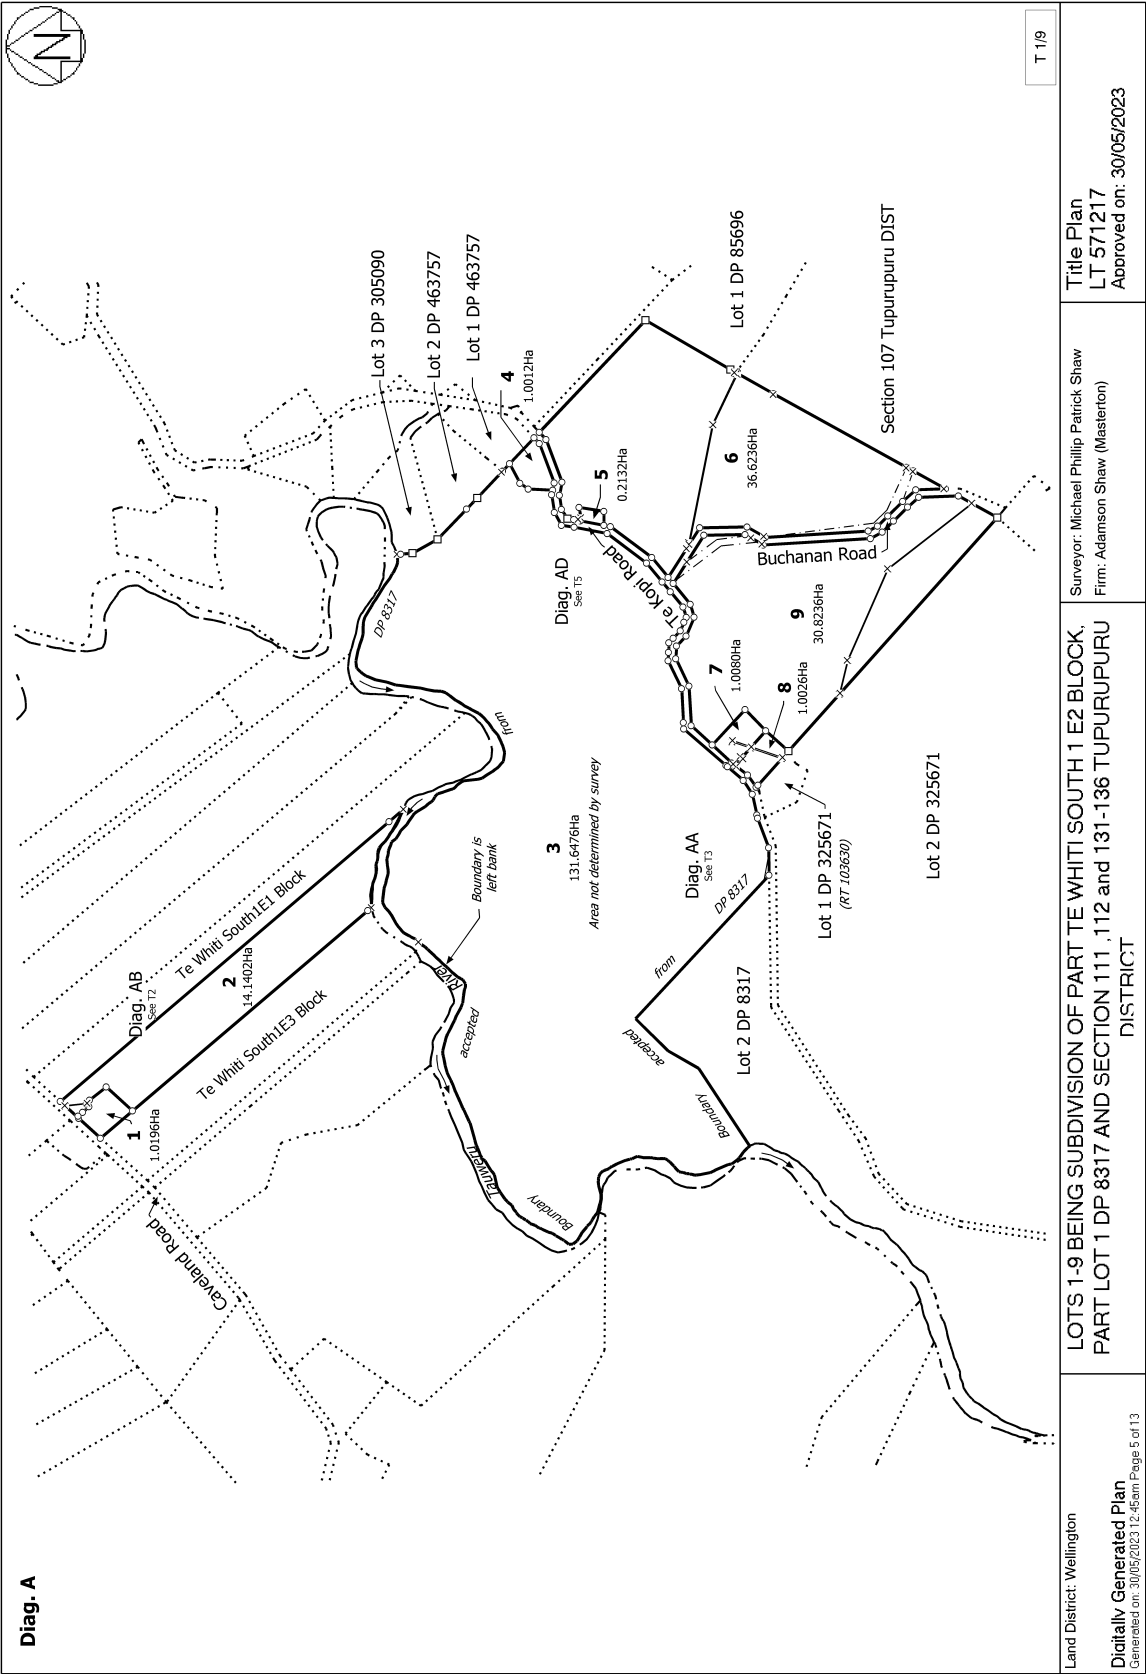 Diag. A
N
T 1/9
Caveland Road
1
1.0196Ha
Diag. AB
See T2
2
14.1402Ha
Te Whiti South1E1 Block
Te Whiti South1E3 Block
Lot 3 DP 305090
Lot 2 DP 463757
Lot 1 DP 463757
4
1.0012Ha
DP 8317
from
River
accepted
Tauweru
Boundary
Boundary is
left bank
3
131.6476Ha
Area not determined by survey
Diag. AD
See T5
5
0.2132Ha
Te Kopi Road
6
36.6236Ha
Lot 1 DP 85696
Section 107 Tupurupuru DIST
Buchanan Road
9
30.8236Ha
7
1.0080Ha
8
1.0026Ha
Diag. AA
See T3
DP 8317
from
accepted
Boundary
Lot 2 DP 8317
Lot 1 DP 325671
(RT 103630)
Lot 2 DP 325671
Land District: Wellington
Digitally Generated Plan
Generated on: 30/05/2023 12:45am Page 5 of 13
LOTS 1-9 BEING SUBDIVISION OF PART TE WHITI SOUTH 1 E2 BLOCK,
PART LOT 1 DP 8317 AND SECTION 111 ,112 and 131-136 TUPURUPURU
DISTRICT
Surveyor: Michael Phillip Patrick Shaw
Firm: Adamson Shaw (Masterton)
Title Plan
LT 571217
Approved on: 30/05/2023